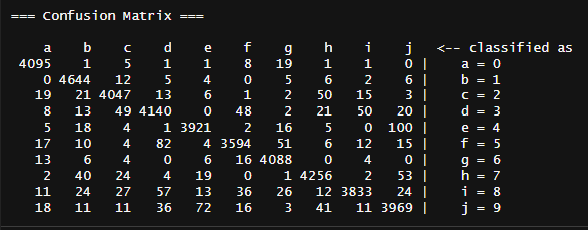 === Confusion Matrix ===
a b c d e f g h i j <-- classified as
4095 1 5 1 1 8 19 1 1 0 | a = 0
0 4644 12 5 4 0 5 6 2 6 | b = 1
19 21 4047 13 6 1 2 50 15 3 | c = 2
8 13 49 4140 0 48 2 21 50 20 | d = 3
5 18 4 1 3921 2 16 5 0 100 | e = 4
17 10 4 82 4 3594 51 6 12 15 | f = 5
13 6 4 0 6 16 4088 0 4 0 | g = 6
2 40 24 4 19 0 1 4256 2 53 | h = 7
11 24 27 57 13 36 26 12 3833 24 | i = 8
18 11 11 36 72 16 3 41 11 3969 | j = 9